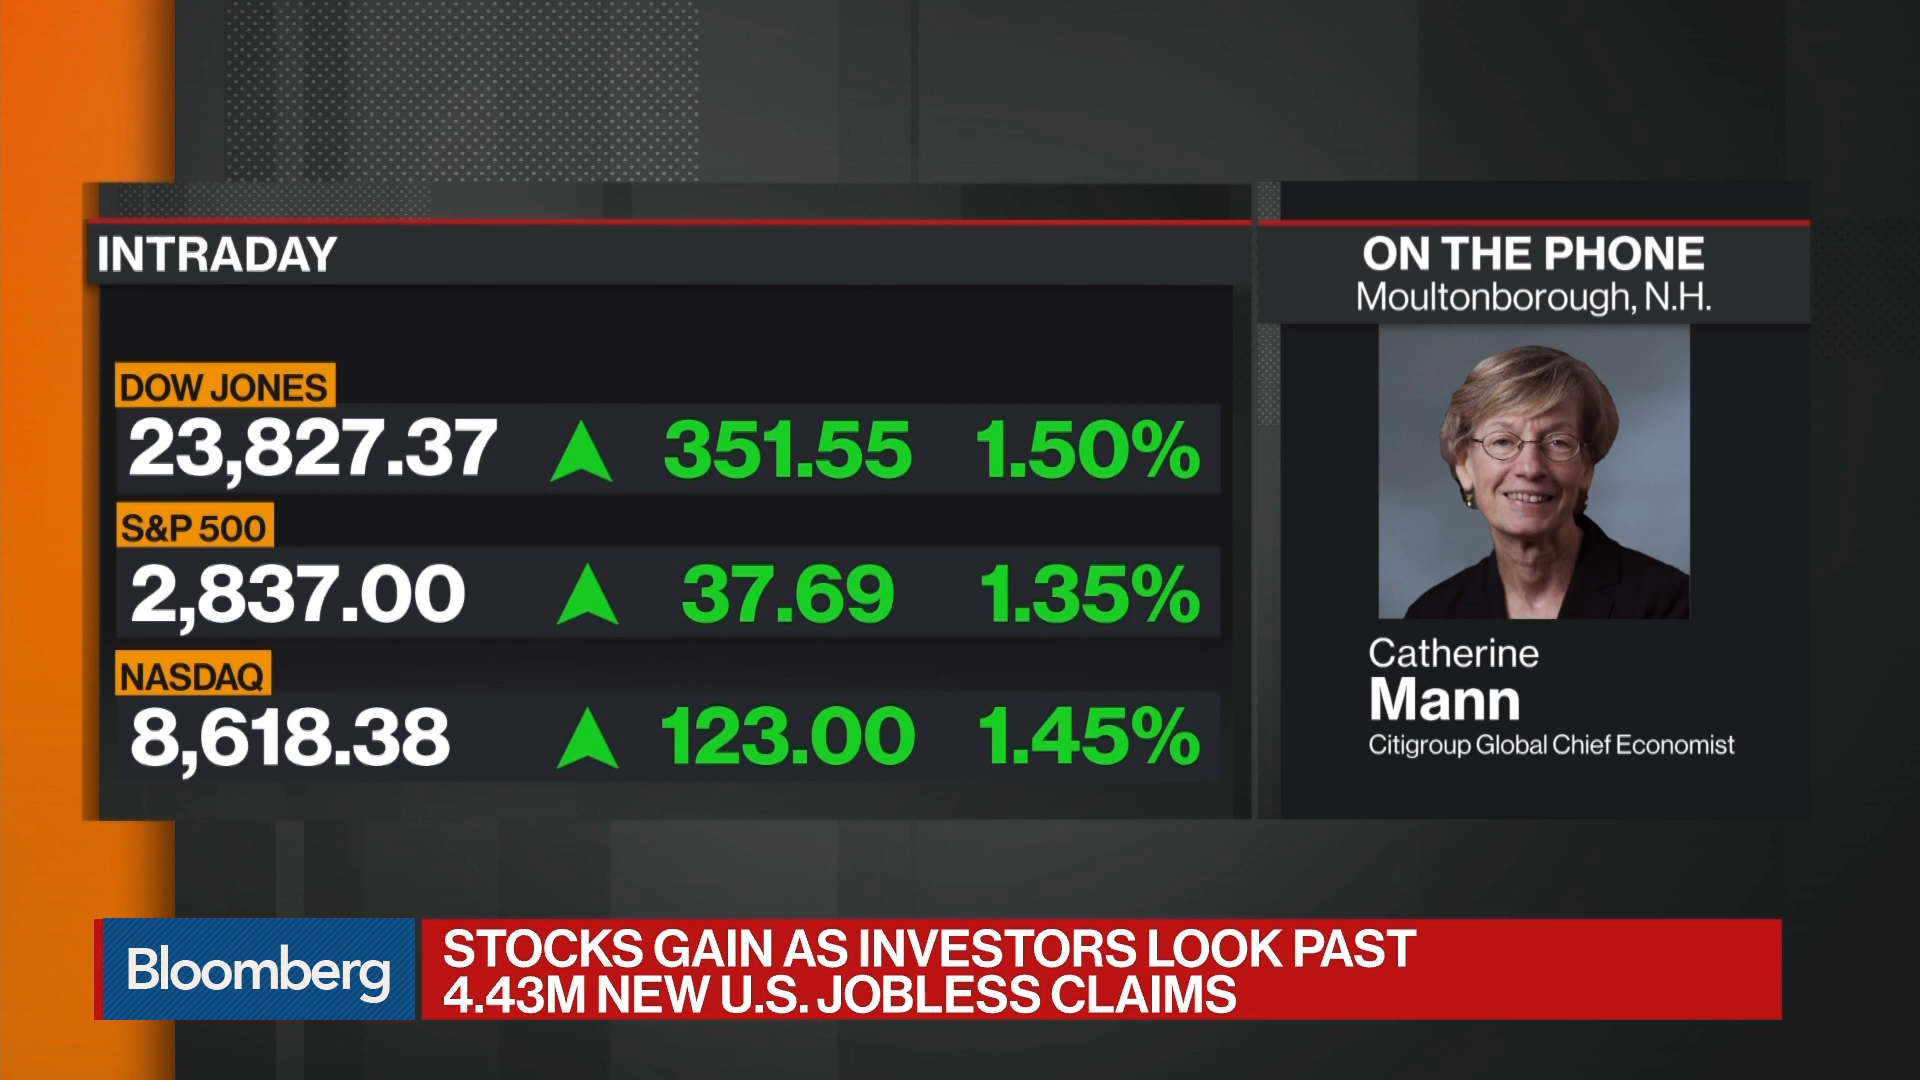 INTRADAY
DOW JONES
23,827.37 ▲ 351.55 1.50%
S&P 500
2,837.00 ▲ 37.69 1.35%
NASDAQ
8,618.38 ▲ 123.00 1.45%
ON THE PHONE
Moultonborough, N.H.
Catherine
Mann
Citigroup Global Chief Economist
Bloomberg
STOCKS GAIN AS INVESTORS LOOK PAST
4.43M NEW U.S. JOBLESS CLAIMS